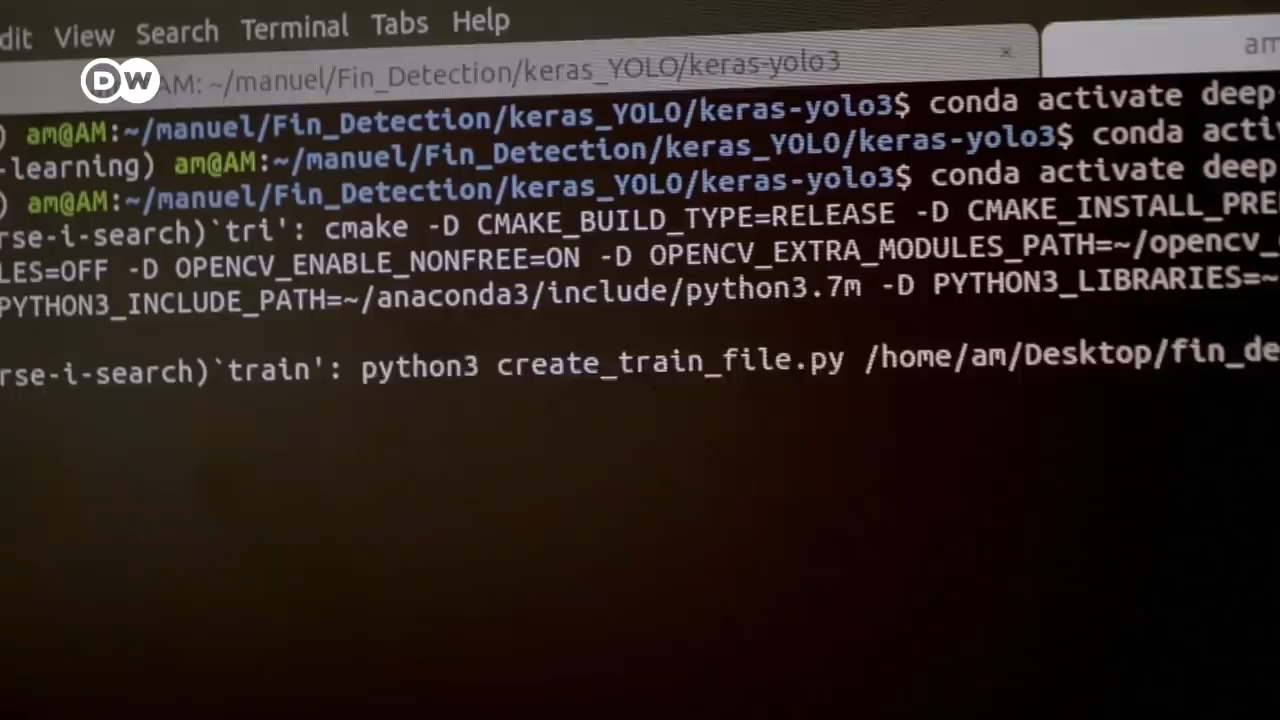 dit View Search Terminal Tabs Help
DW AM: ~/manuel/Fin_Detection/keras_YOLO/keras-yolo3 × am
) am@AM:~/manuel/Fin_Detection/keras_YOLO/keras-yolo3$ conda activate deep
-learning) am@AM:~/manuel/Fin_Detection/keras_YOLO/keras-yolo3$ conda acti
) am@AM:~/manuel/Fin_Detection/keras_YOLO/keras-yolo3$ conda activate deep
rse-i-search)`tri': cmake -D CMAKE_BUILD_TYPE=RELEASE -D CMAKE_INSTALL_PRE
LES=OFF -D OPENCV_ENABLE_NONFREE=ON -D OPENCV_EXTRA_MODULES_PATH=~/opencv_
PYTHON3_INCLUDE_PATH=~/anaconda3/include/python3.7m -D PYTHON3_LIBRARIES=~
rse-i-search)`train': python3 create_train_file.py /home/am/Desktop/fin_de